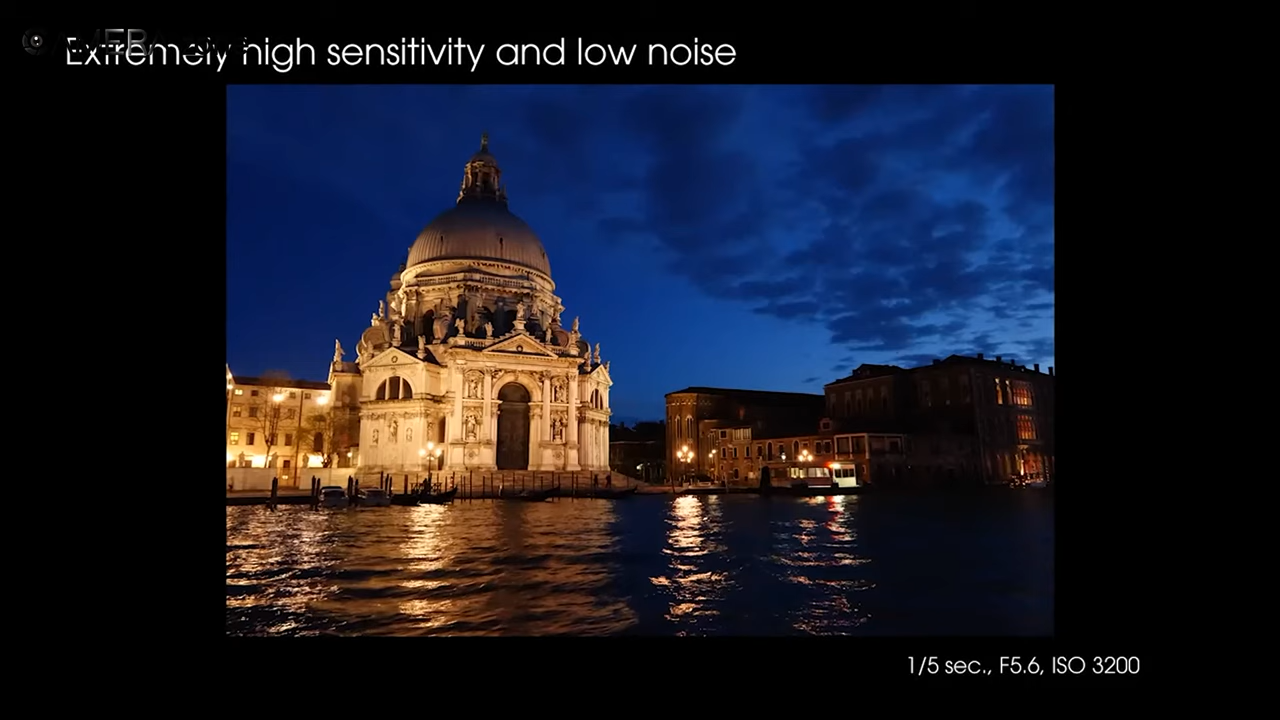 Extremely high sensitivity and low noise
1/5 sec., F5.6, ISO 3200